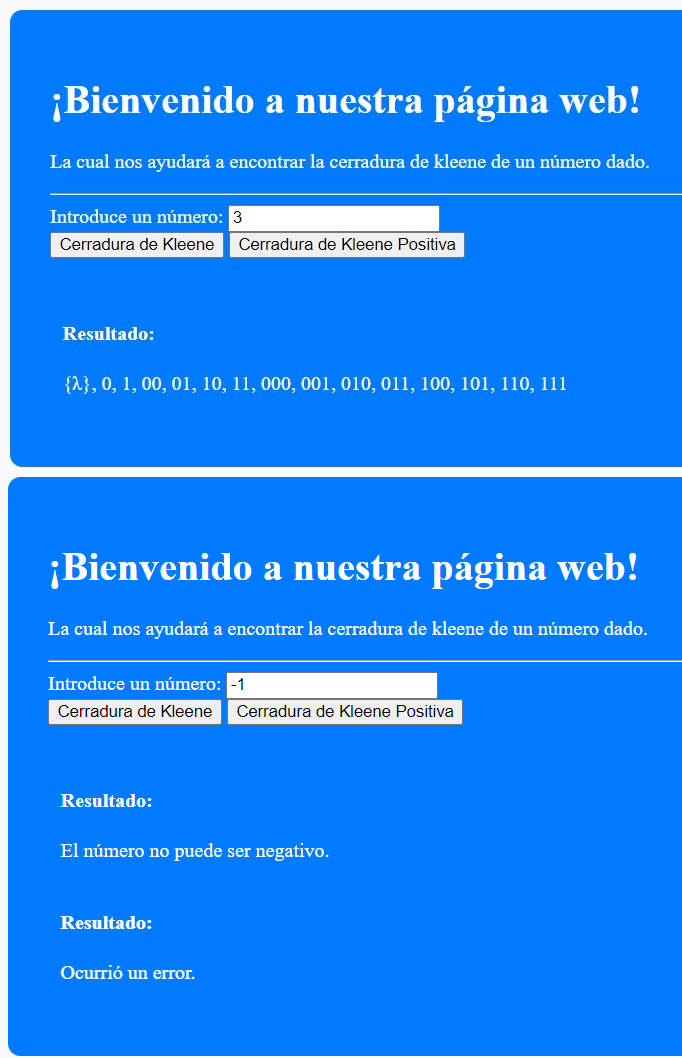 ¡Bienvenido a nuestra página web!
La cual nos ayudará a encontrar la cerradura de kleene de un número dado.
Introduce un número: 3
Cerradura de Kleene Cerradura de Kleene Positiva
Resultado:
{λ}, 0, 1, 00, 01, 10, 11, 000, 001, 010, 011, 100, 101, 110, 111
¡Bienvenido a nuestra página web!
La cual nos ayudará a encontrar la cerradura de kleene de un número dado.
Introduce un número: -1
Cerradura de Kleene Cerradura de Kleene Positiva
Resultado:
El número no puede ser negativo.
Resultado:
Ocurrió un error.